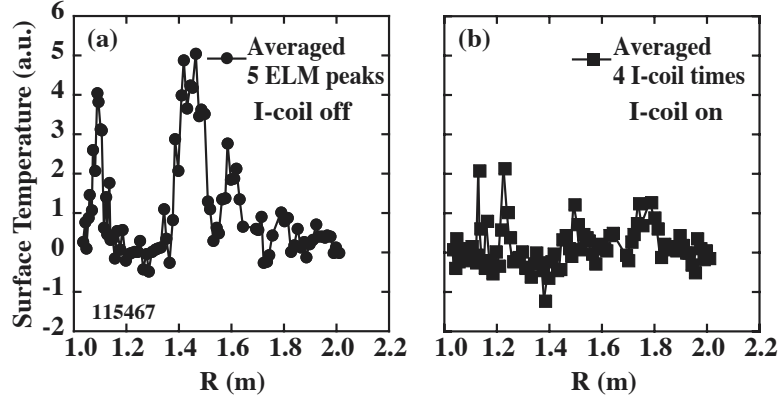 Surface Temperature (a.u.)
6
5
4
3
2
1
0
-1
-2
(a)
Averaged
5 ELM peaks
I-coil off
115467
1.0 1.2 1.4 1.6 1.8 2.0 2.2
R (m)
(b)
Averaged
4 I-coil times
I-coil on
1.0 1.2 1.4 1.6 1.8 2.0 2.2
R (m)